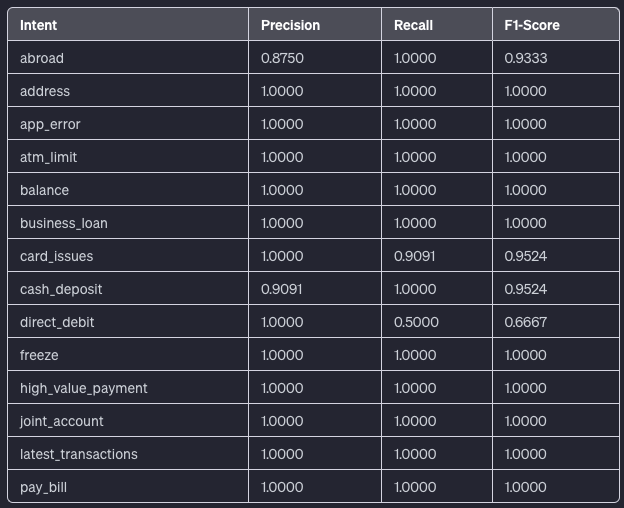 Intent Precision Recall F1-Score
abroad 0.8750 1.0000 0.9333
address 1.0000 1.0000 1.0000
app_error 1.0000 1.0000 1.0000
atm_limit 1.0000 1.0000 1.0000
balance 1.0000 1.0000 1.0000
business_loan 1.0000 1.0000 1.0000
card_issues 1.0000 0.9091 0.9524
cash_deposit 0.9091 1.0000 0.9524
direct_debit 1.0000 0.5000 0.6667
freeze 1.0000 1.0000 1.0000
high_value_payment 1.0000 1.0000 1.0000
joint_account 1.0000 1.0000 1.0000
latest_transactions 1.0000 1.0000 1.0000
pay_bill 1.0000 1.0000 1.0000